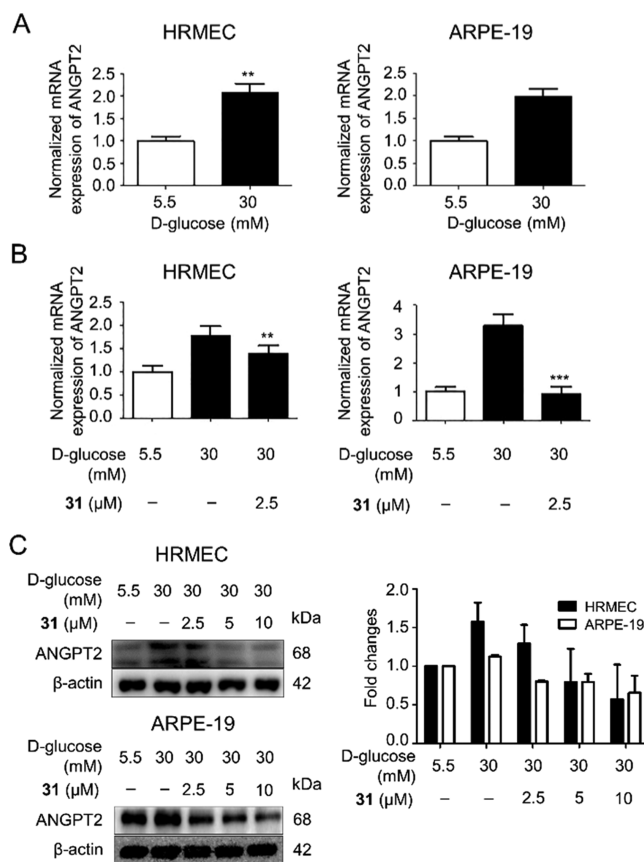 A
HRMEC
Normalized mRNA
expression of ANGPT2
2.5
2.0
1.5
1.0
0.5
0.0
**
5.5 30
D-glucose (mM)
ARPE-19
Normalized mRNA
expression of ANGPT2
2.5
2.0
1.5
1.0
0.5
0.0
5.5 30
D-glucose (mM)
B
HRMEC
Normalized mRNA
expression of ANGPT2
2.5
2.0
1.5
1.0
0.5
0.0
**
D-glucose 5.5 30 30
(mM)
31 (μM) – – 2.5
ARPE-19
Normalized mRNA
expression of ANGPT2
4
3
2
1
0
***
D-glucose 5.5 30 30
(mM)
31 (μM) – – 2.5
C
HRMEC
D-glucose 5.5 30 30 30 30
(mM)
31 (μM) – – 2.5 5 10 kDa
ANGPT2 68
β-actin 42
ARPE-19
D-glucose 5.5 30 30 30 30
(mM)
31 (μM) – – 2.5 5 10 kDa
ANGPT2 68
β-actin 42
Fold changes
2.0
1.5
1.0
0.5
0.0
HRMEC
ARPE-19
D-glucose 5.5 30 30 30 30
(mM)
31 (μM) – – 2.5 5 10